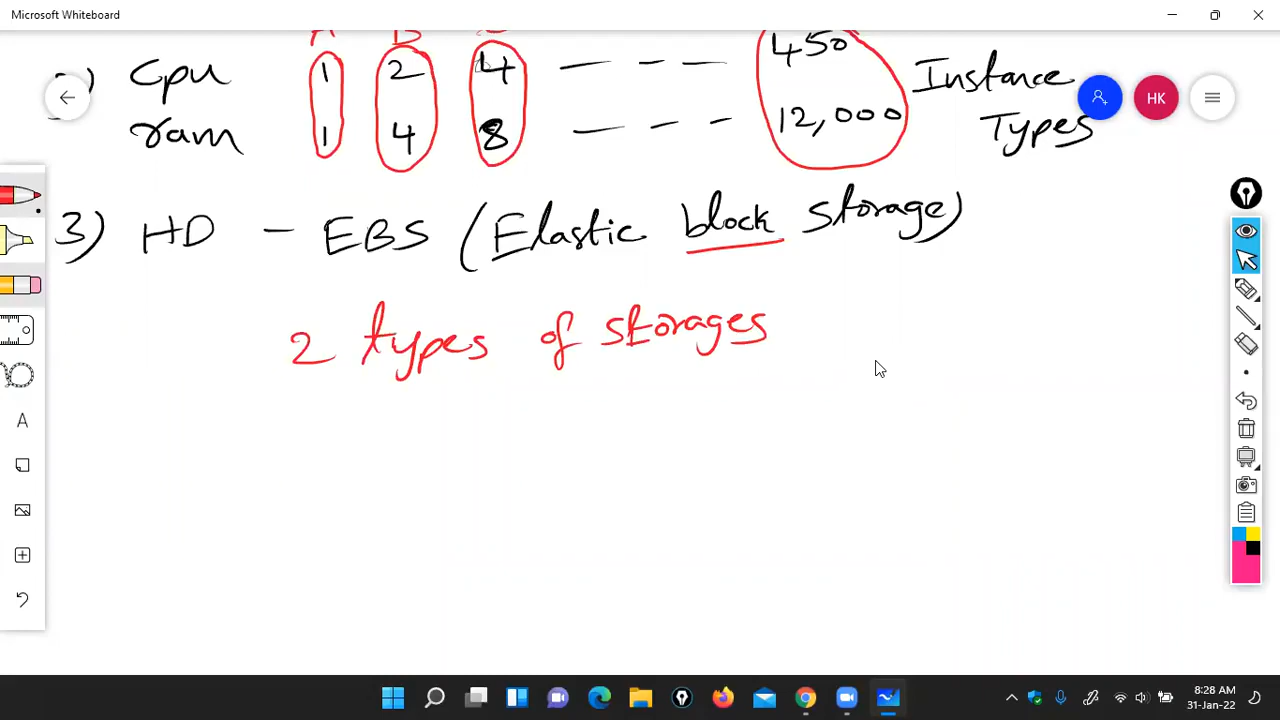 Microsoft Whiteboard
A B
Cpu 1 2 4 — - — 450 Instance
ram 1 4 8 — - - 12,000 Types
HK
3) HD - EBS (Elastic block storage)
2 types of storages
A
8:28 AM
31-Jan-22